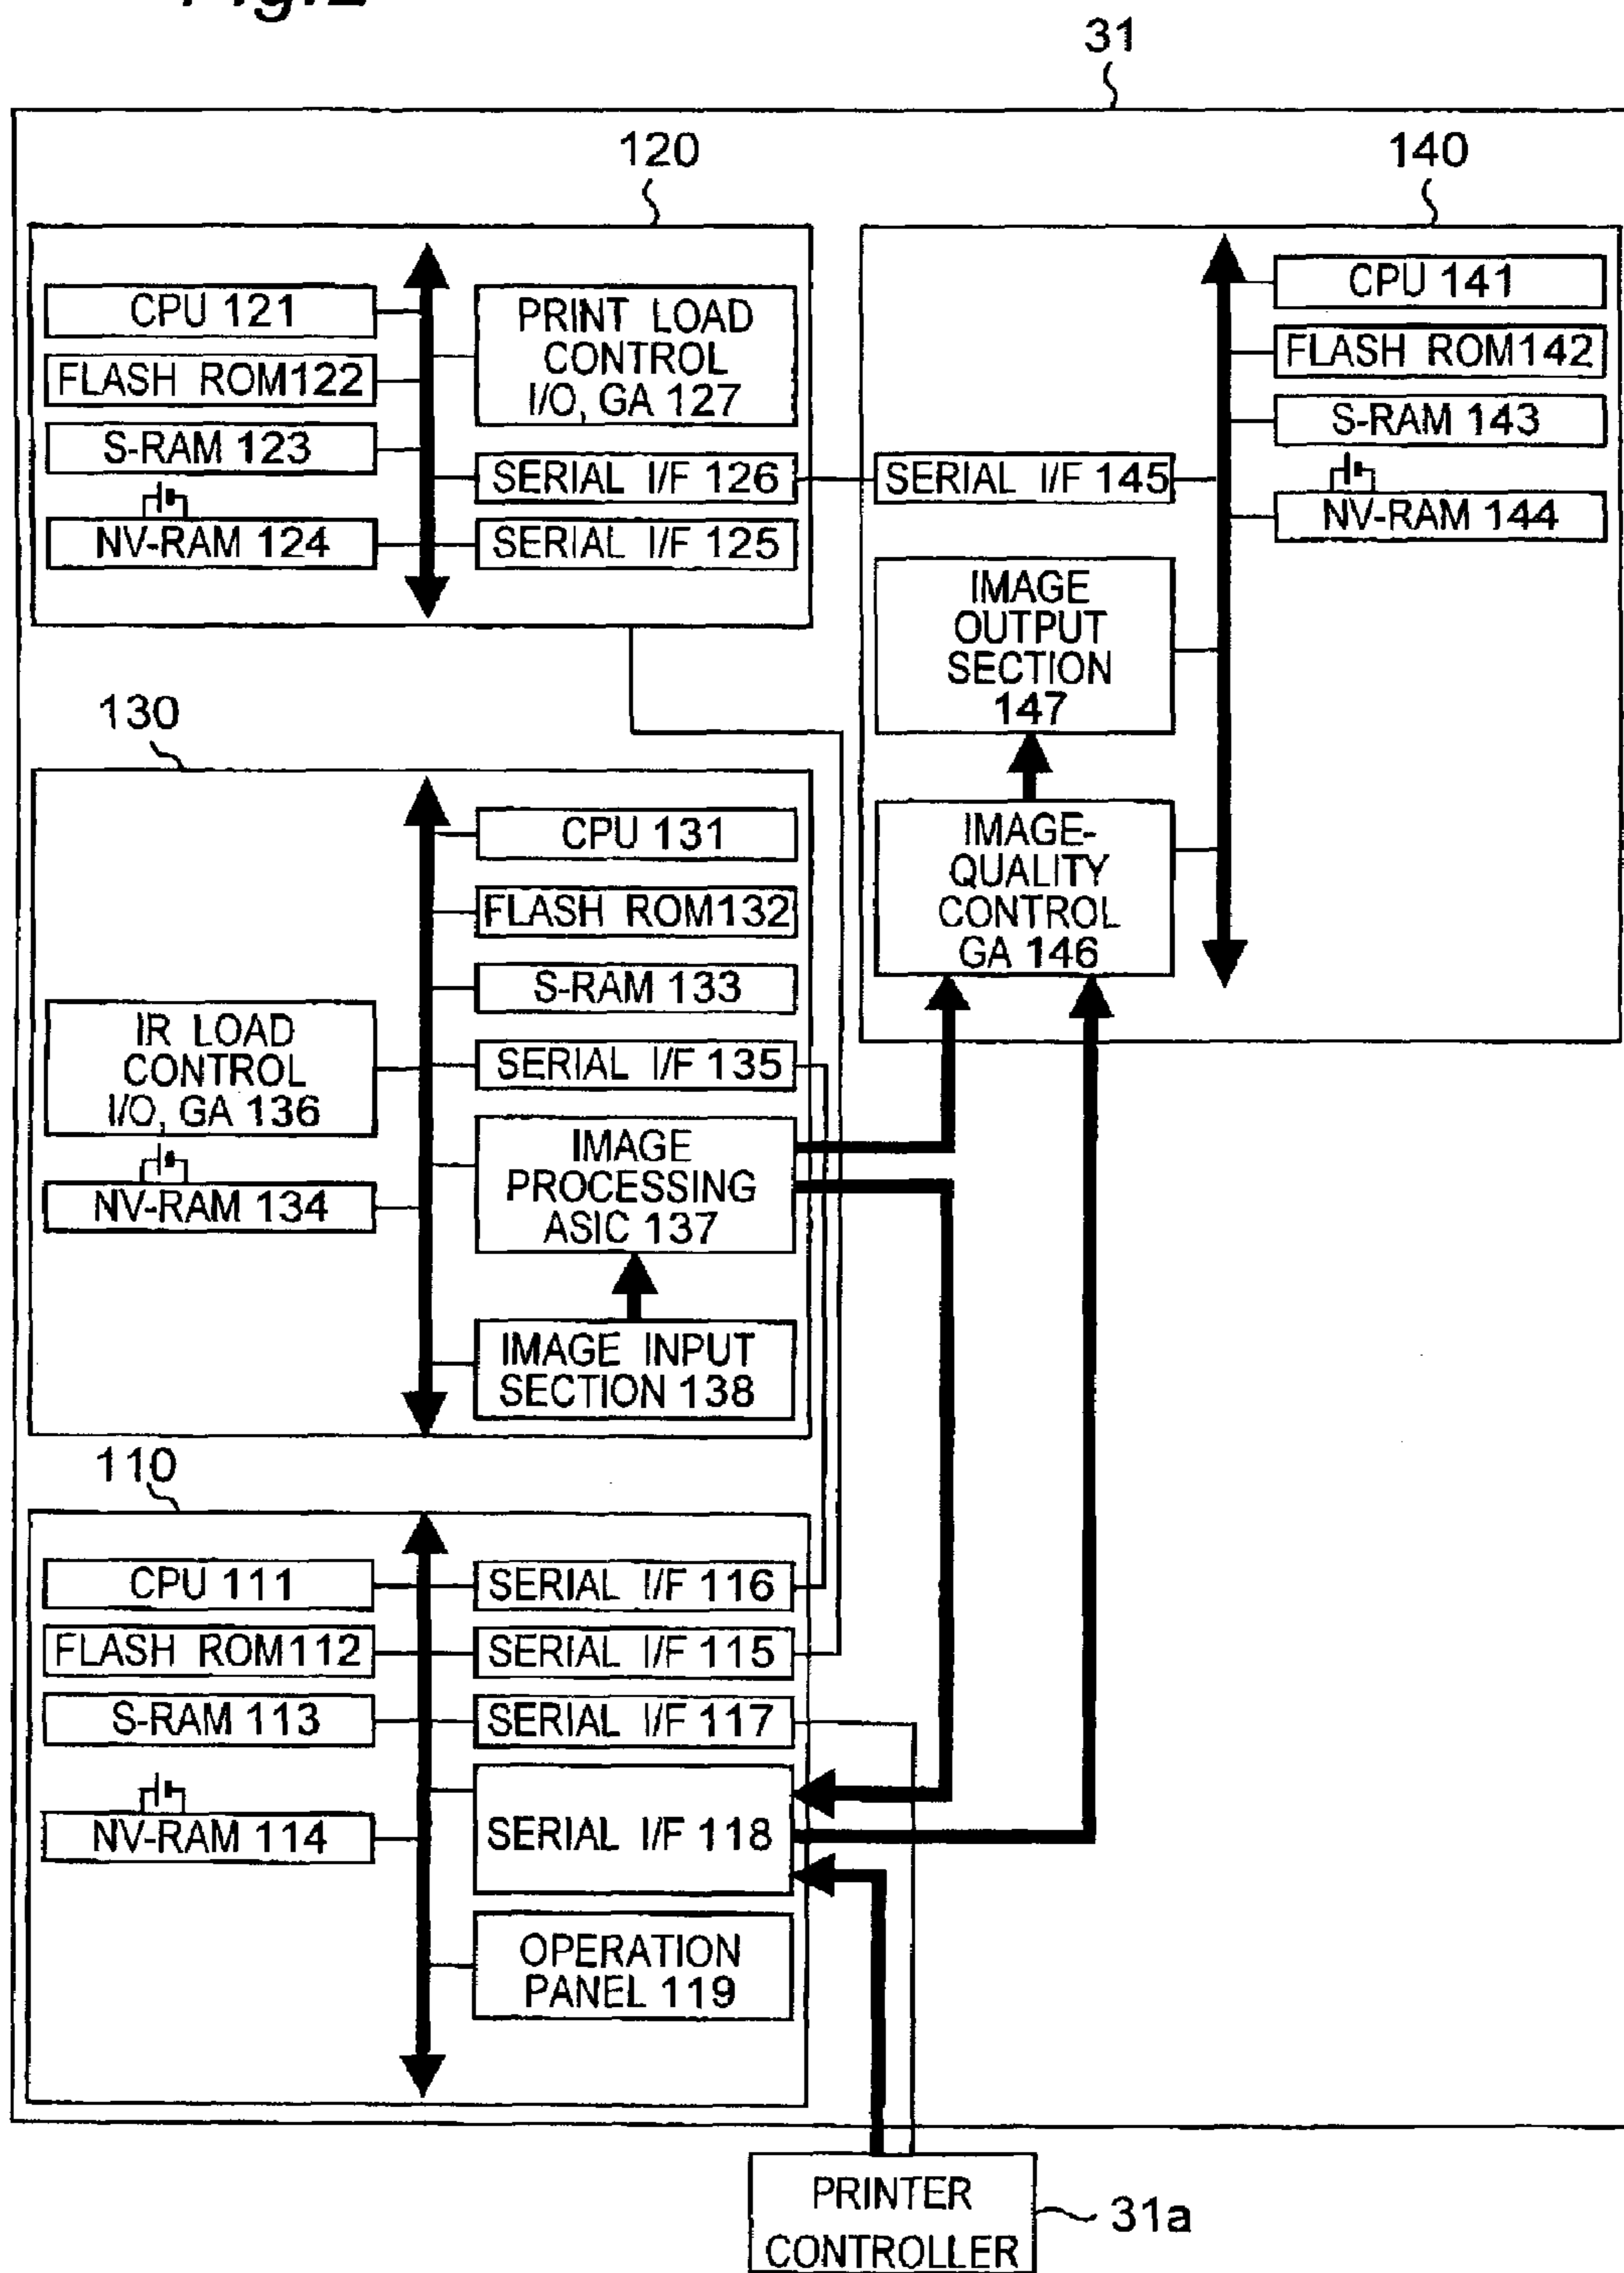 Fig.2
31
120
CPU 121
FLASH ROM122
S-RAM 123
NV-RAM 124
PRINT LOAD
CONTROL
I/O, GA 127
SERIAL I/F 126
SERIAL I/F 125
140
CPU 141
FLASH ROM142
S-RAM 143
NV-RAM 144
SERIAL I/F 145
IMAGE
OUTPUT
SECTION
147
IMAGE-
QUALITY
CONTROL
GA 146
130
CPU 131
FLASH ROM132
S-RAM 133
SERIAL I/F 135
IR LOAD
CONTROL
I/O, GA 136
NV-RAM 134
IMAGE
PROCESSING
ASIC 137
IMAGE INPUT
SECTION 138
110
CPU 111
FLASH ROM112
S-RAM 113
NV-RAM 114
SERIAL I/F 116
SERIAL I/F 115
SERIAL I/F 117
SERIAL I/F 118
OPERATION
PANEL 119
PRINTER
CONTROLLER
31a